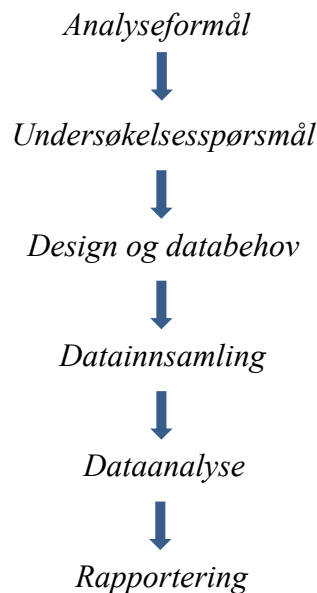 Analyseformål
Undersøkelsesspørsmål
Design og databehov
Datainnsamling
Dataanalyse
Rapportering